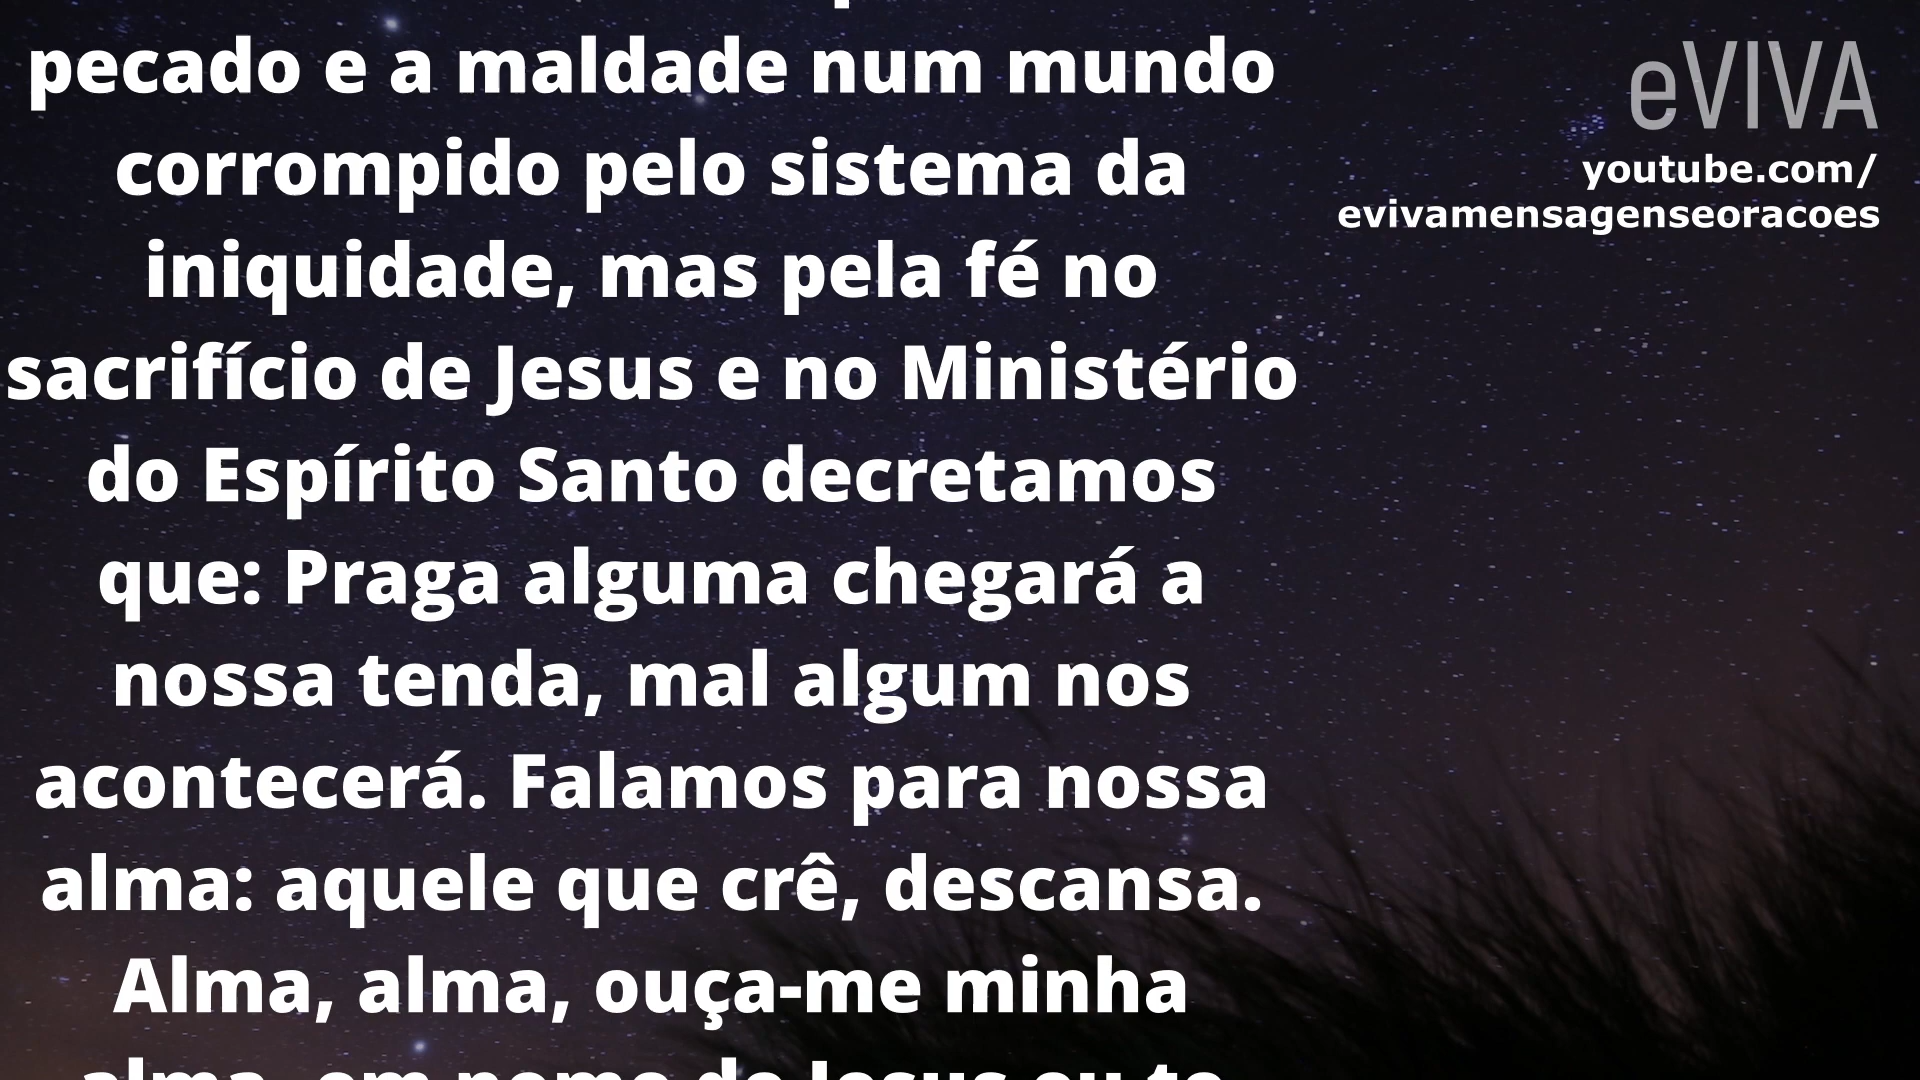 pecado e a maldade num mundo
corrompido pelo sistema da
iniquidade, mas pela fé no
sacrifício de Jesus e no Ministério
do Espírito Santo decretamos
que: Praga alguma chegará a
nossa tenda, mal algum nos
acontecerá. Falamos para nossa
alma: aquele que crê, descansa.
Alma, alma, ouça-me minha
alma, em nome de Jesus eu te
eVIVA
youtube.com/
evivamensagenseoracoes